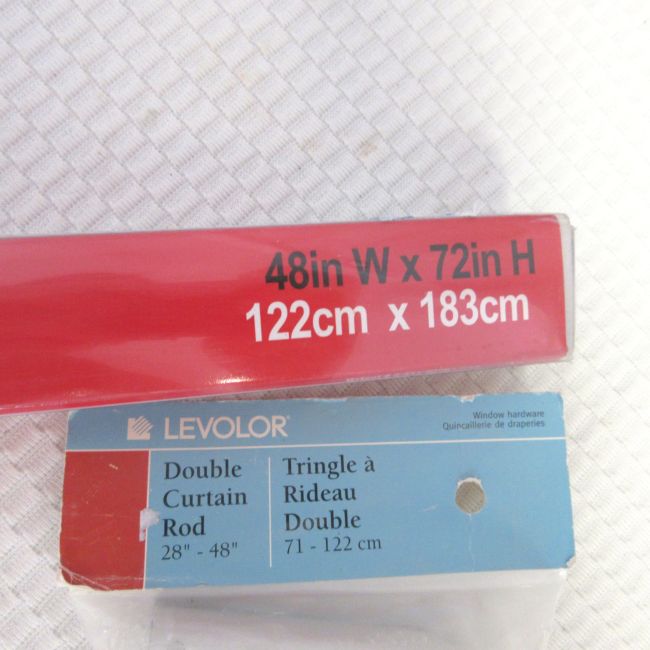 48in W x 72in H
122cm x 183cm
LEVOLOR®
Window hardware
Quincaillerie de draperies
Double
Curtain
Rod
28" - 48"
Tringle à
Rideau
Double
71 - 122 cm